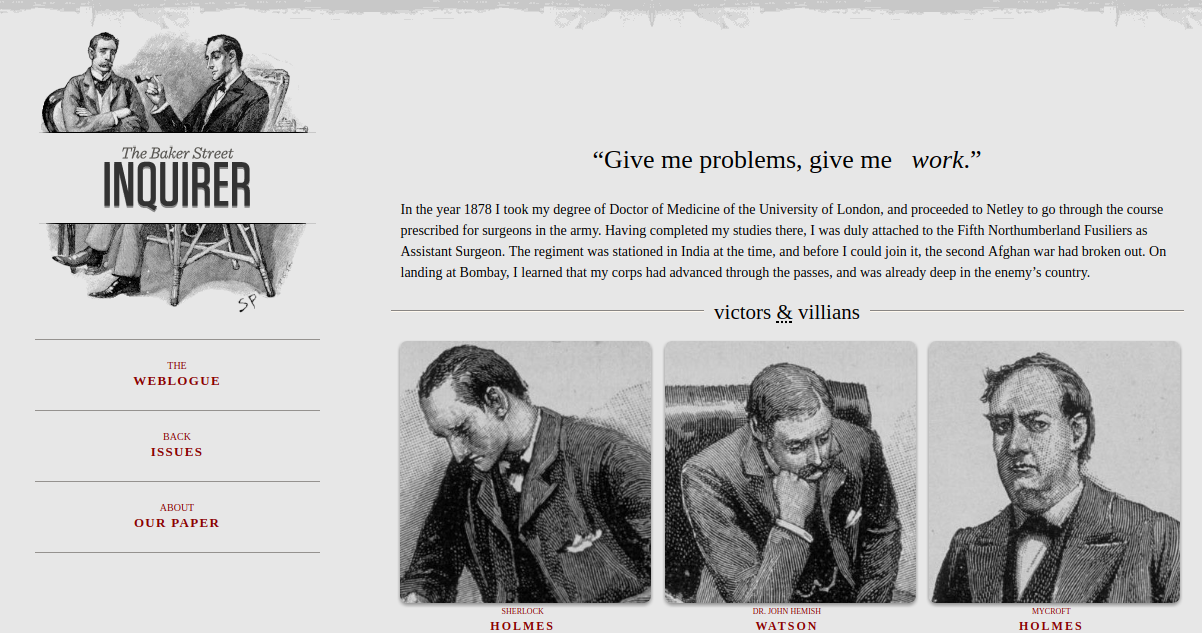 The Baker Street
INQUIRER
SP
THE
WEBLOGUE
BACK
ISSUES
ABOUT
OUR PAPER
“Give me problems, give me work.”
In the year 1878 I took my degree of Doctor of Medicine of the University of London, and proceeded to Netley to go through the course
prescribed for surgeons in the army. Having completed my studies there, I was duly attached to the Fifth Northumberland Fusiliers as
Assistant Surgeon. The regiment was stationed in India at the time, and before I could join it, the second Afghan war had broken out. On
landing at Bombay, I learned that my corps had advanced through the passes, and was already deep in the enemy’s country.
victors & villians
SHERLOCK
HOLMES
DR. JOHN HEMISH
WATSON
MYCROFT
HOLMES